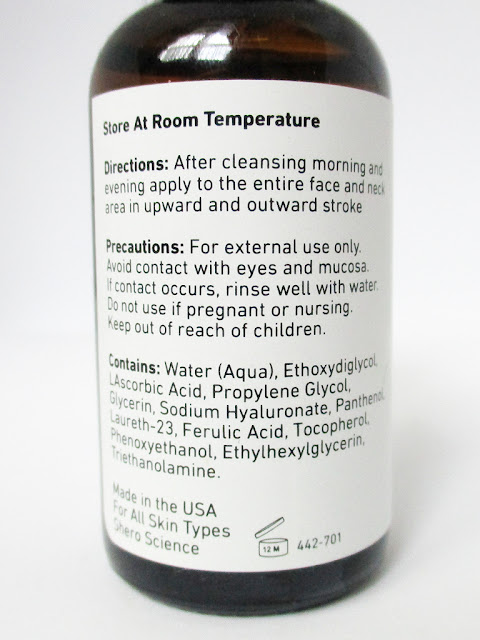 Store At Room Temperature
Directions: After cleansing morning and
evening apply to the entire face and neck
area in upward and outward stroke
Precautions: For external use only.
Avoid contact with eyes and mucosa.
If contact occurs, rinse well with water.
Do not use if pregnant or nursing.
Keep out of reach of children.
Contains: Water (Aqua), Ethoxydiglycol,
LAscorbic Acid, Propylene Glycol,
Glycerin, Sodium Hyaluronate, Panthenol,
Laureth-23, Ferulic Acid, Tocopherol,
Phenoxyethanol, Ethylhexylglycerin,
Triethanolamine.
Made in the USA
For All Skin Types
Shero Science
12 M 442-701